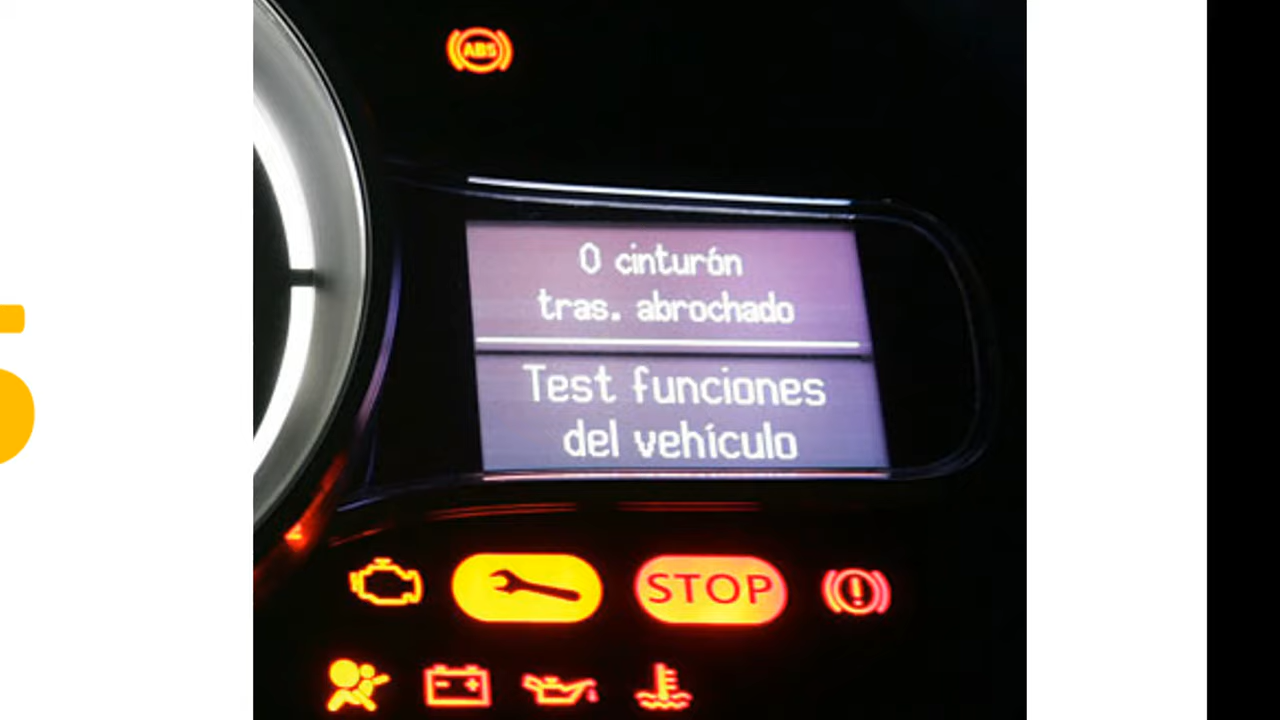 ABS
0 cinturón
tras. abrochado
Test funciones
del vehículo
STOP